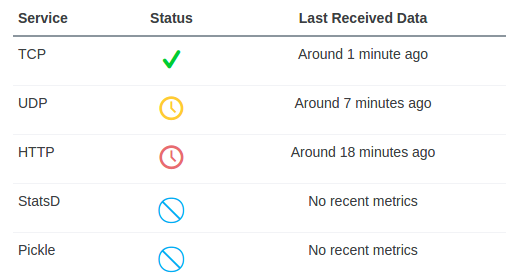 Service Status Last Received Data
TCP Around 1 minute ago
UDP Around 7 minutes ago
HTTP Around 18 minutes ago
StatsD No recent metrics
Pickle No recent metrics